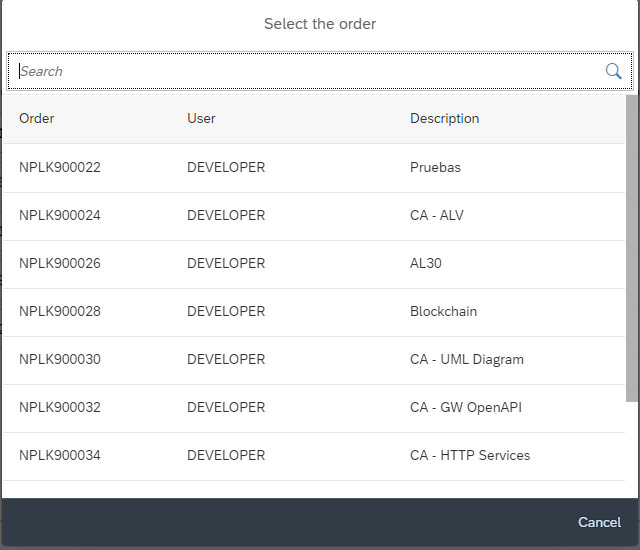 Select the order
Search
Order User Description
NPLK900022 DEVELOPER Pruebas
NPLK900024 DEVELOPER CA - ALV
NPLK900026 DEVELOPER AL30
NPLK900028 DEVELOPER Blockchain
NPLK900030 DEVELOPER CA - UML Diagram
NPLK900032 DEVELOPER CA - GW OpenAPI
NPLK900034 DEVELOPER CA - HTTP Services
Cancel